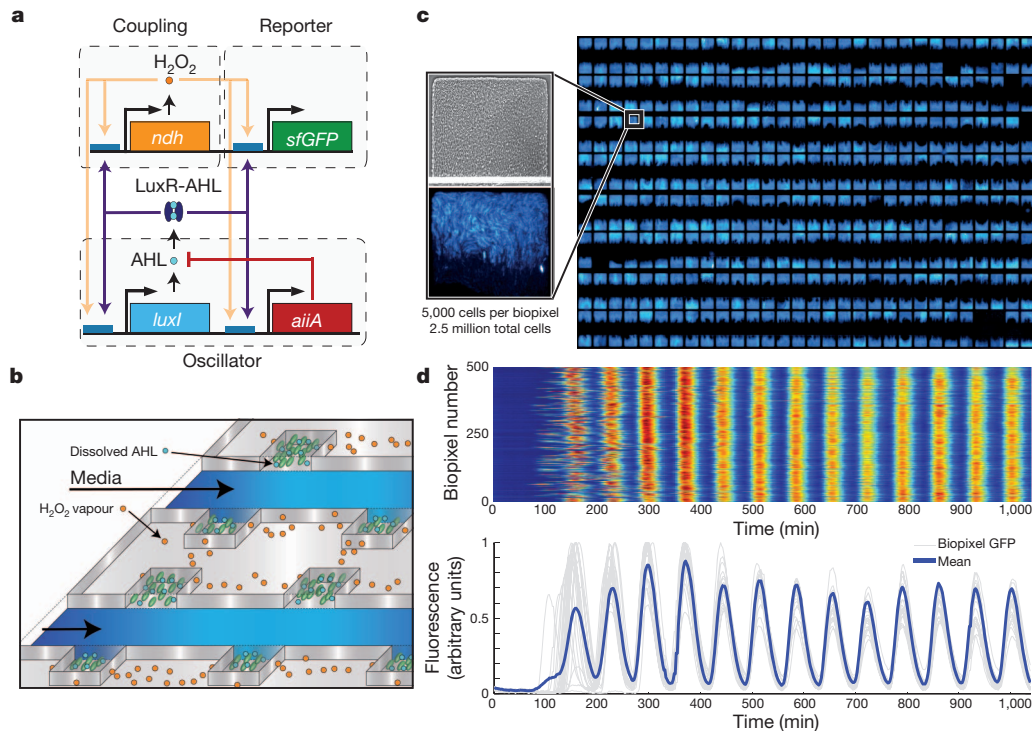 a
Coupling
Reporter
H2O2
ndh
sfGFP
LuxR-AHL
AHL
luxI
aiiA
Oscillator
b
Dissolved AHL
Media
H2O2 vapour
c
5,000 cells per biopixel
2.5 million total cells
d
Biopixel number
500
250
0
0 100 200 300 400 500 600 700 800 900 1,000
Time (min)
Biopixel GFP
Mean
Fluorescence
(arbitrary units)
1
0.5
0
0 100 200 300 400 500 600 700 800 900 1,000
Time (min)